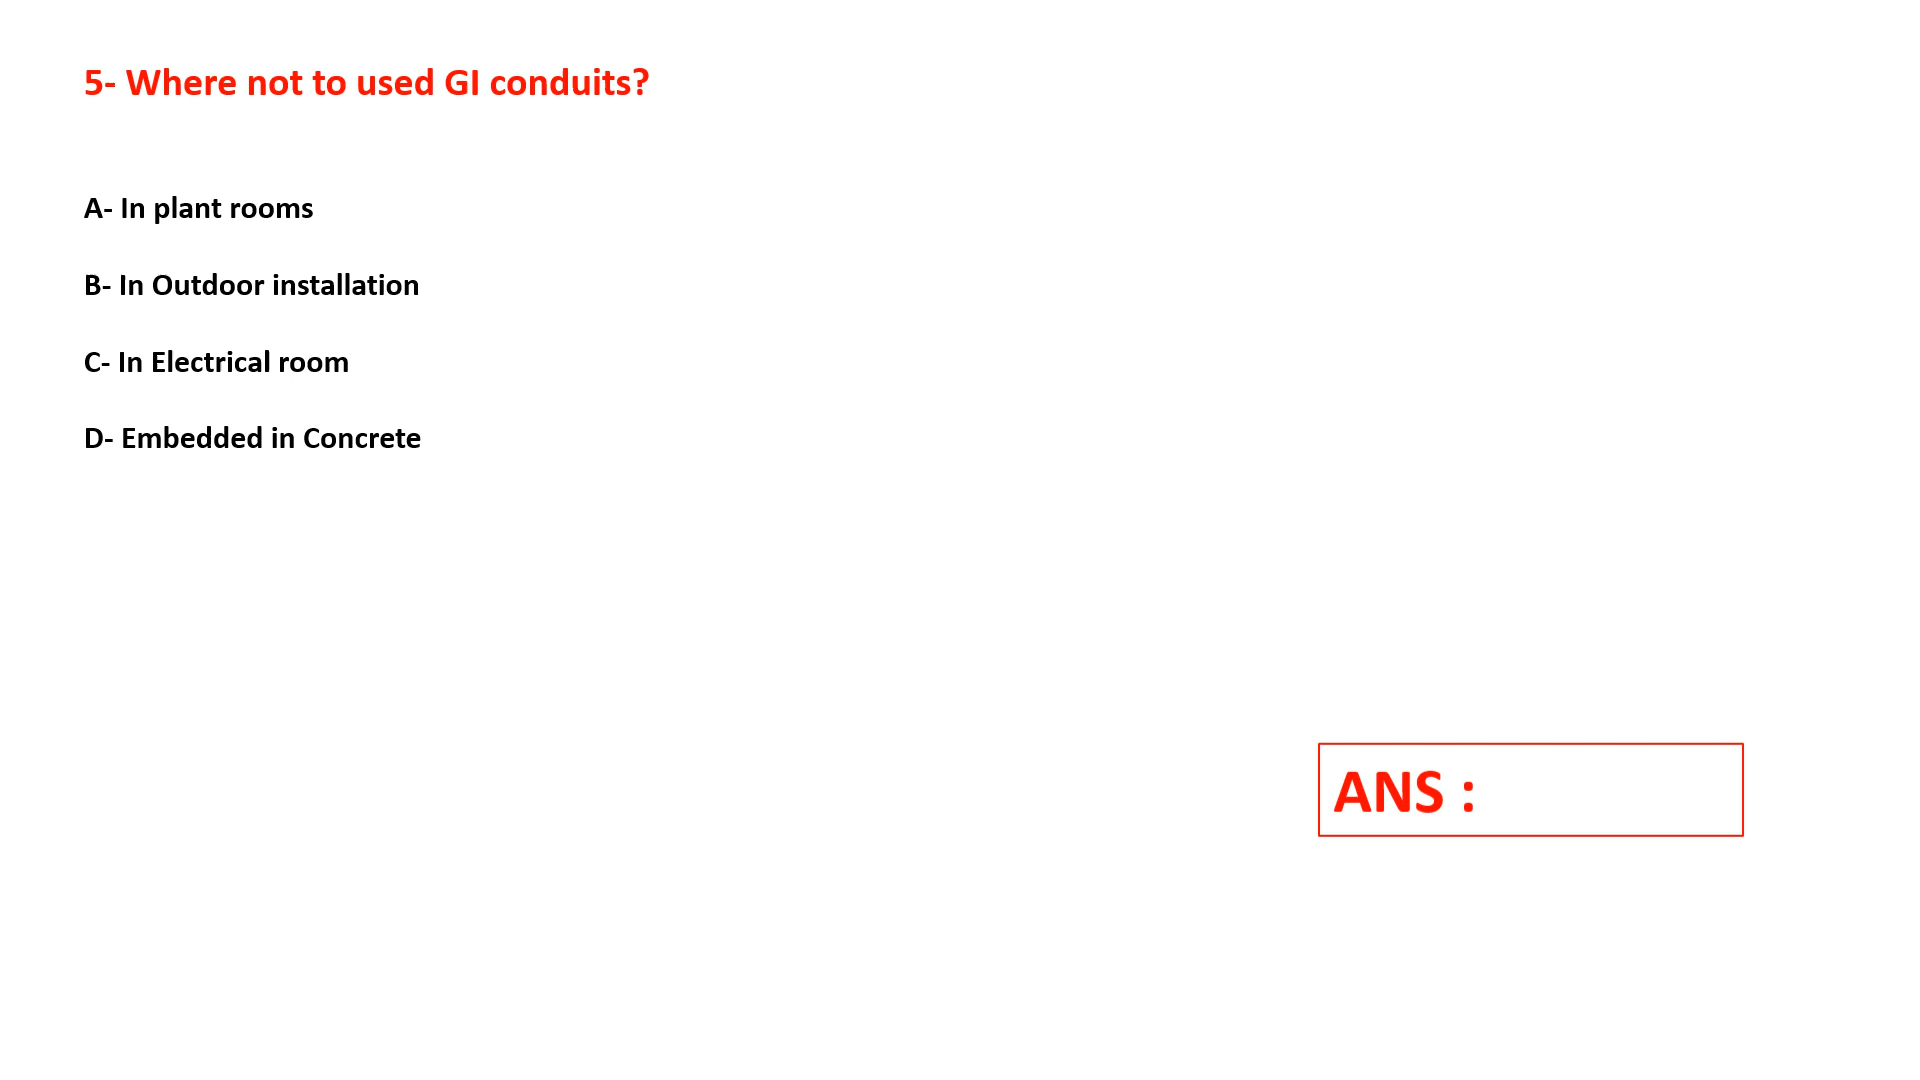 5- Where not to used GI conduits?
A- In plant rooms
B- In Outdoor installation
C- In Electrical room
D- Embedded in Concrete
ANS :